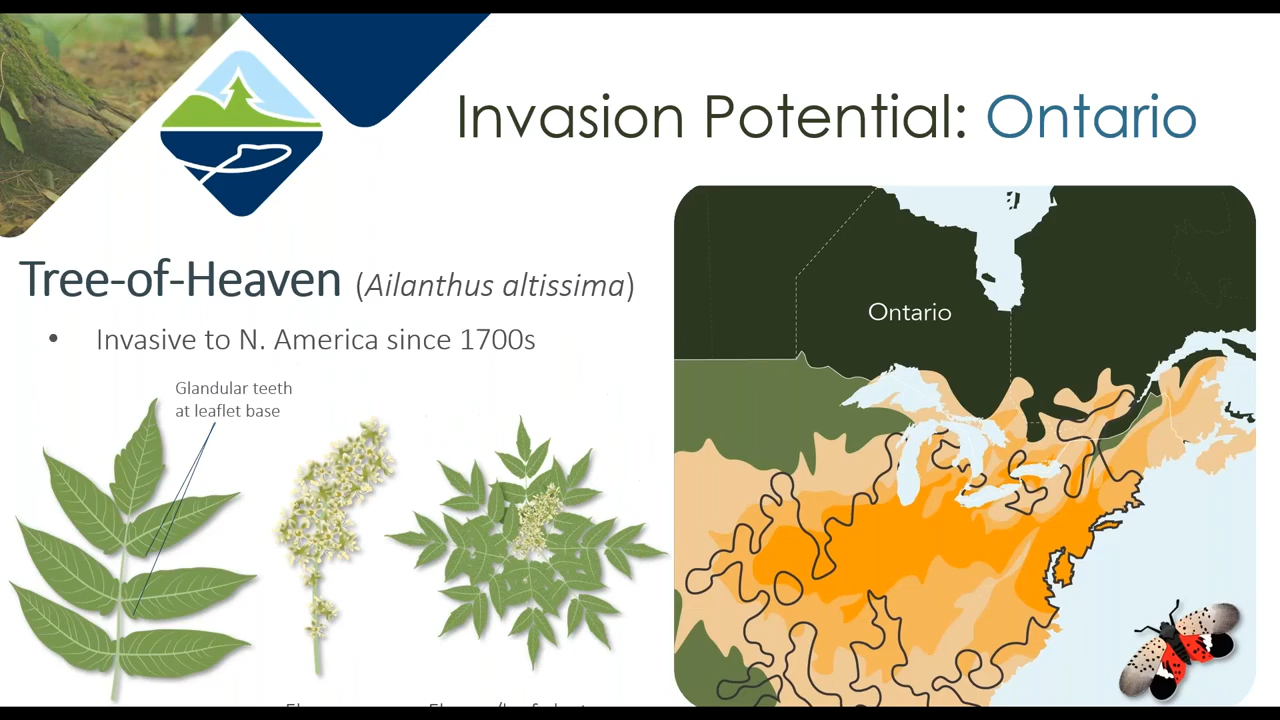 Invasion Potential: Ontario
Tree-of-Heaven (Ailanthus altissima)
• Invasive to N. America since 1700s
Glandular teeth
at leaflet base
Ontario